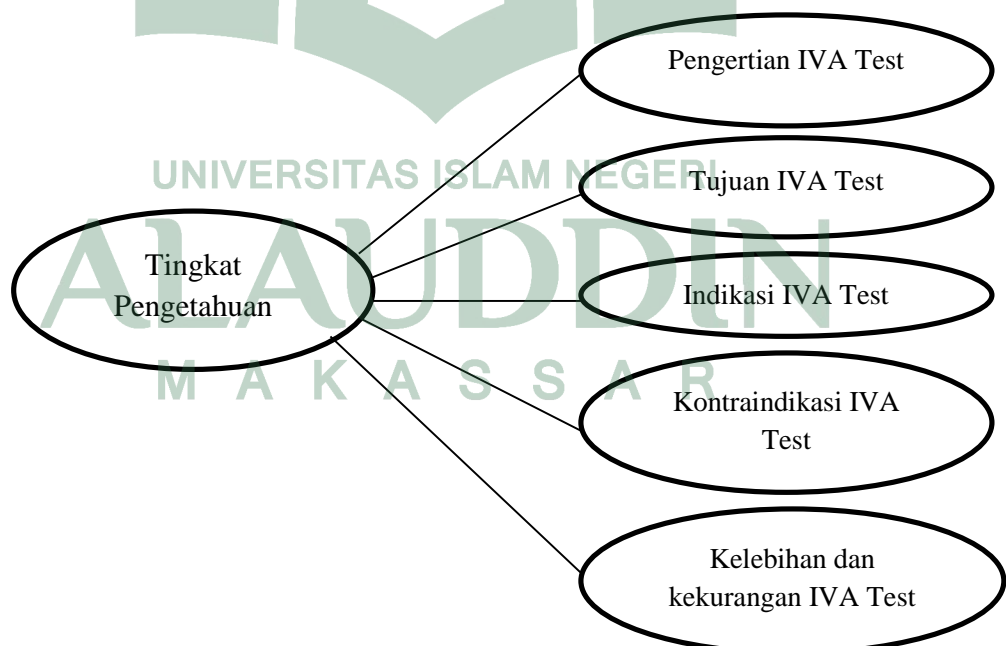 Pengertian IVA Test
UNIVERSITAS ISLAM NEGERI
Tujuan IVA Test
ALAUDDIN
Tingkat
Pengetahuan
Indikasi IVA Test
MAKASSAR
Kontraindikasi IVA
Test
Kelebihan dan
kekurangan IVA Test